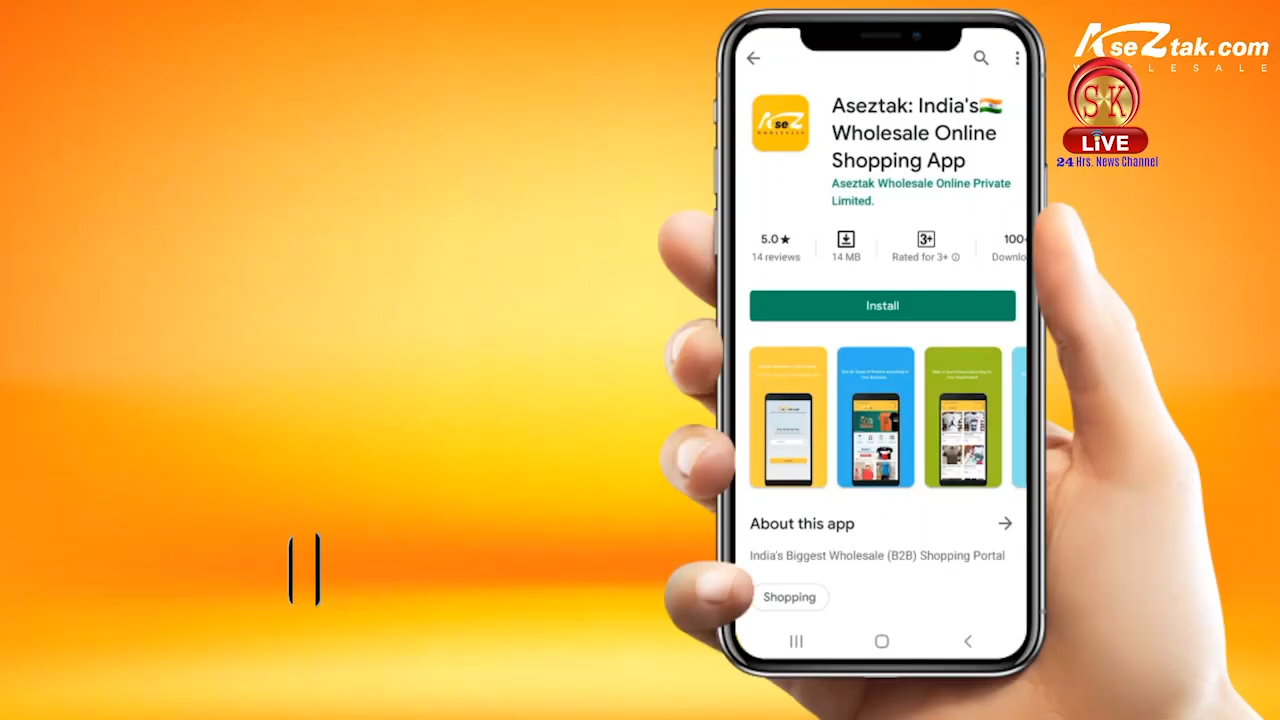 AseZtak.com
WHOLESALE
SK
LiVE
24 Hrs. News Channel
Aseztak: India's🇮🇳
Wholesale Online
Shopping App
Aseztak Wholesale Online Private
Limited.
AseZ
WHOLESALE
5.0★
14 reviews
14 MB
3+
Rated for 3+
100+
Downlo
Install
About this app
India's Biggest Wholesale (B2B) Shopping Portal
Shopping